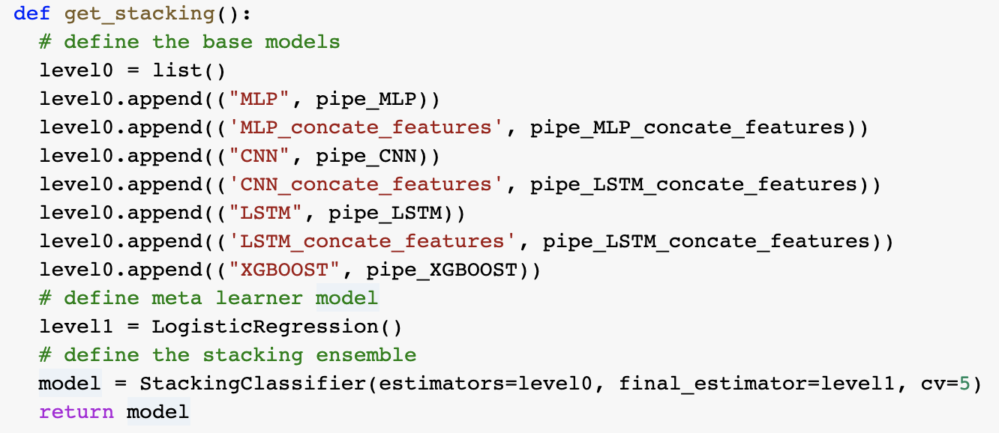 def get_stacking():
# define the base models
level0 = list()
level0.append(("MLP", pipe_MLP))
level0.append(('MLP_concate_features', pipe_MLP_concate_features))
level0.append(("CNN", pipe_CNN))
level0.append(('CNN_concate_features', pipe_LSTM_concate_features))
level0.append(("LSTM", pipe_LSTM))
level0.append(('LSTM_concate_features', pipe_LSTM_concate_features))
level0.append(("XGBOOST", pipe_XGBOOST))
# define meta learner model
level1 = LogisticRegression()
# define the stacking ensemble
model = StackingClassifier(estimators=level0, final_estimator=level1, cv=5)
return model